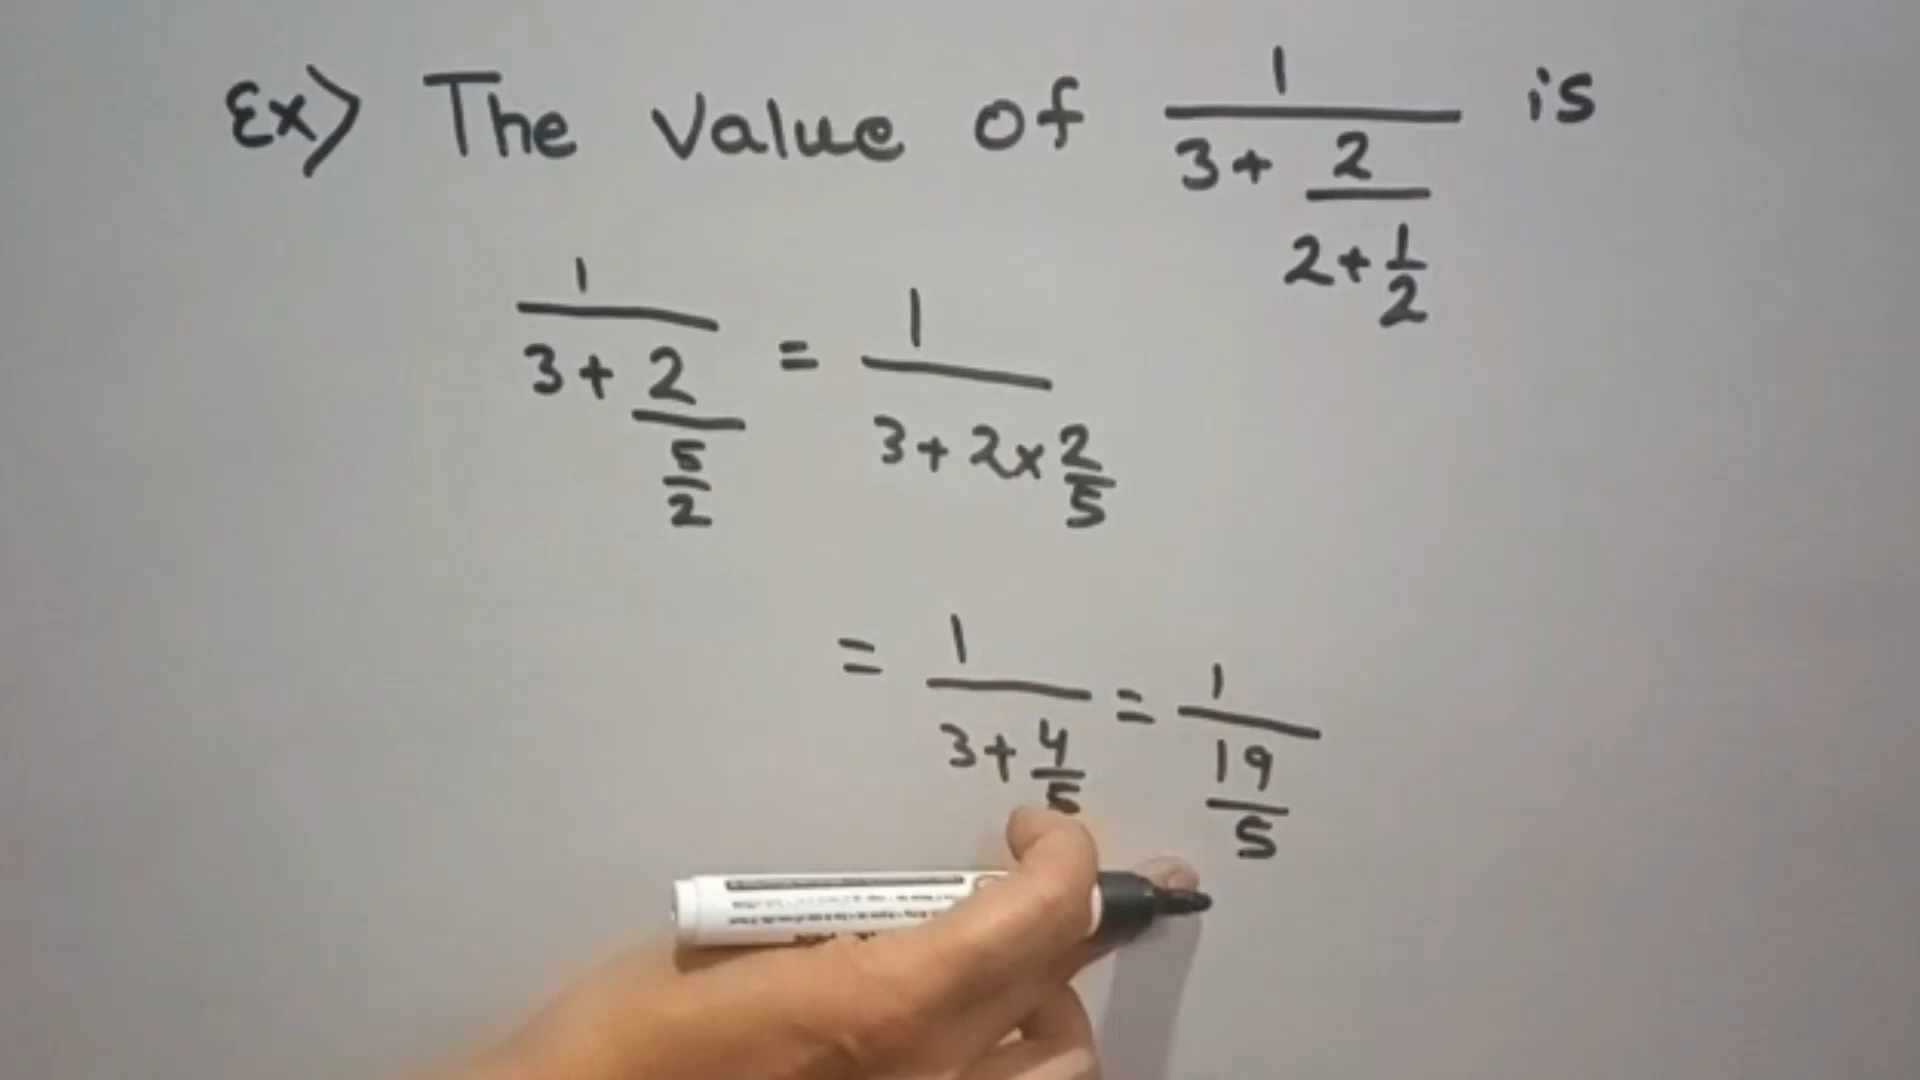 Ex) The value of 1/(3+2/(2+1/2)) is
1/(3+2/(5/2)) = 1/(3+2×2/5)
= 1/(3+4/5) = 1/(19/5)